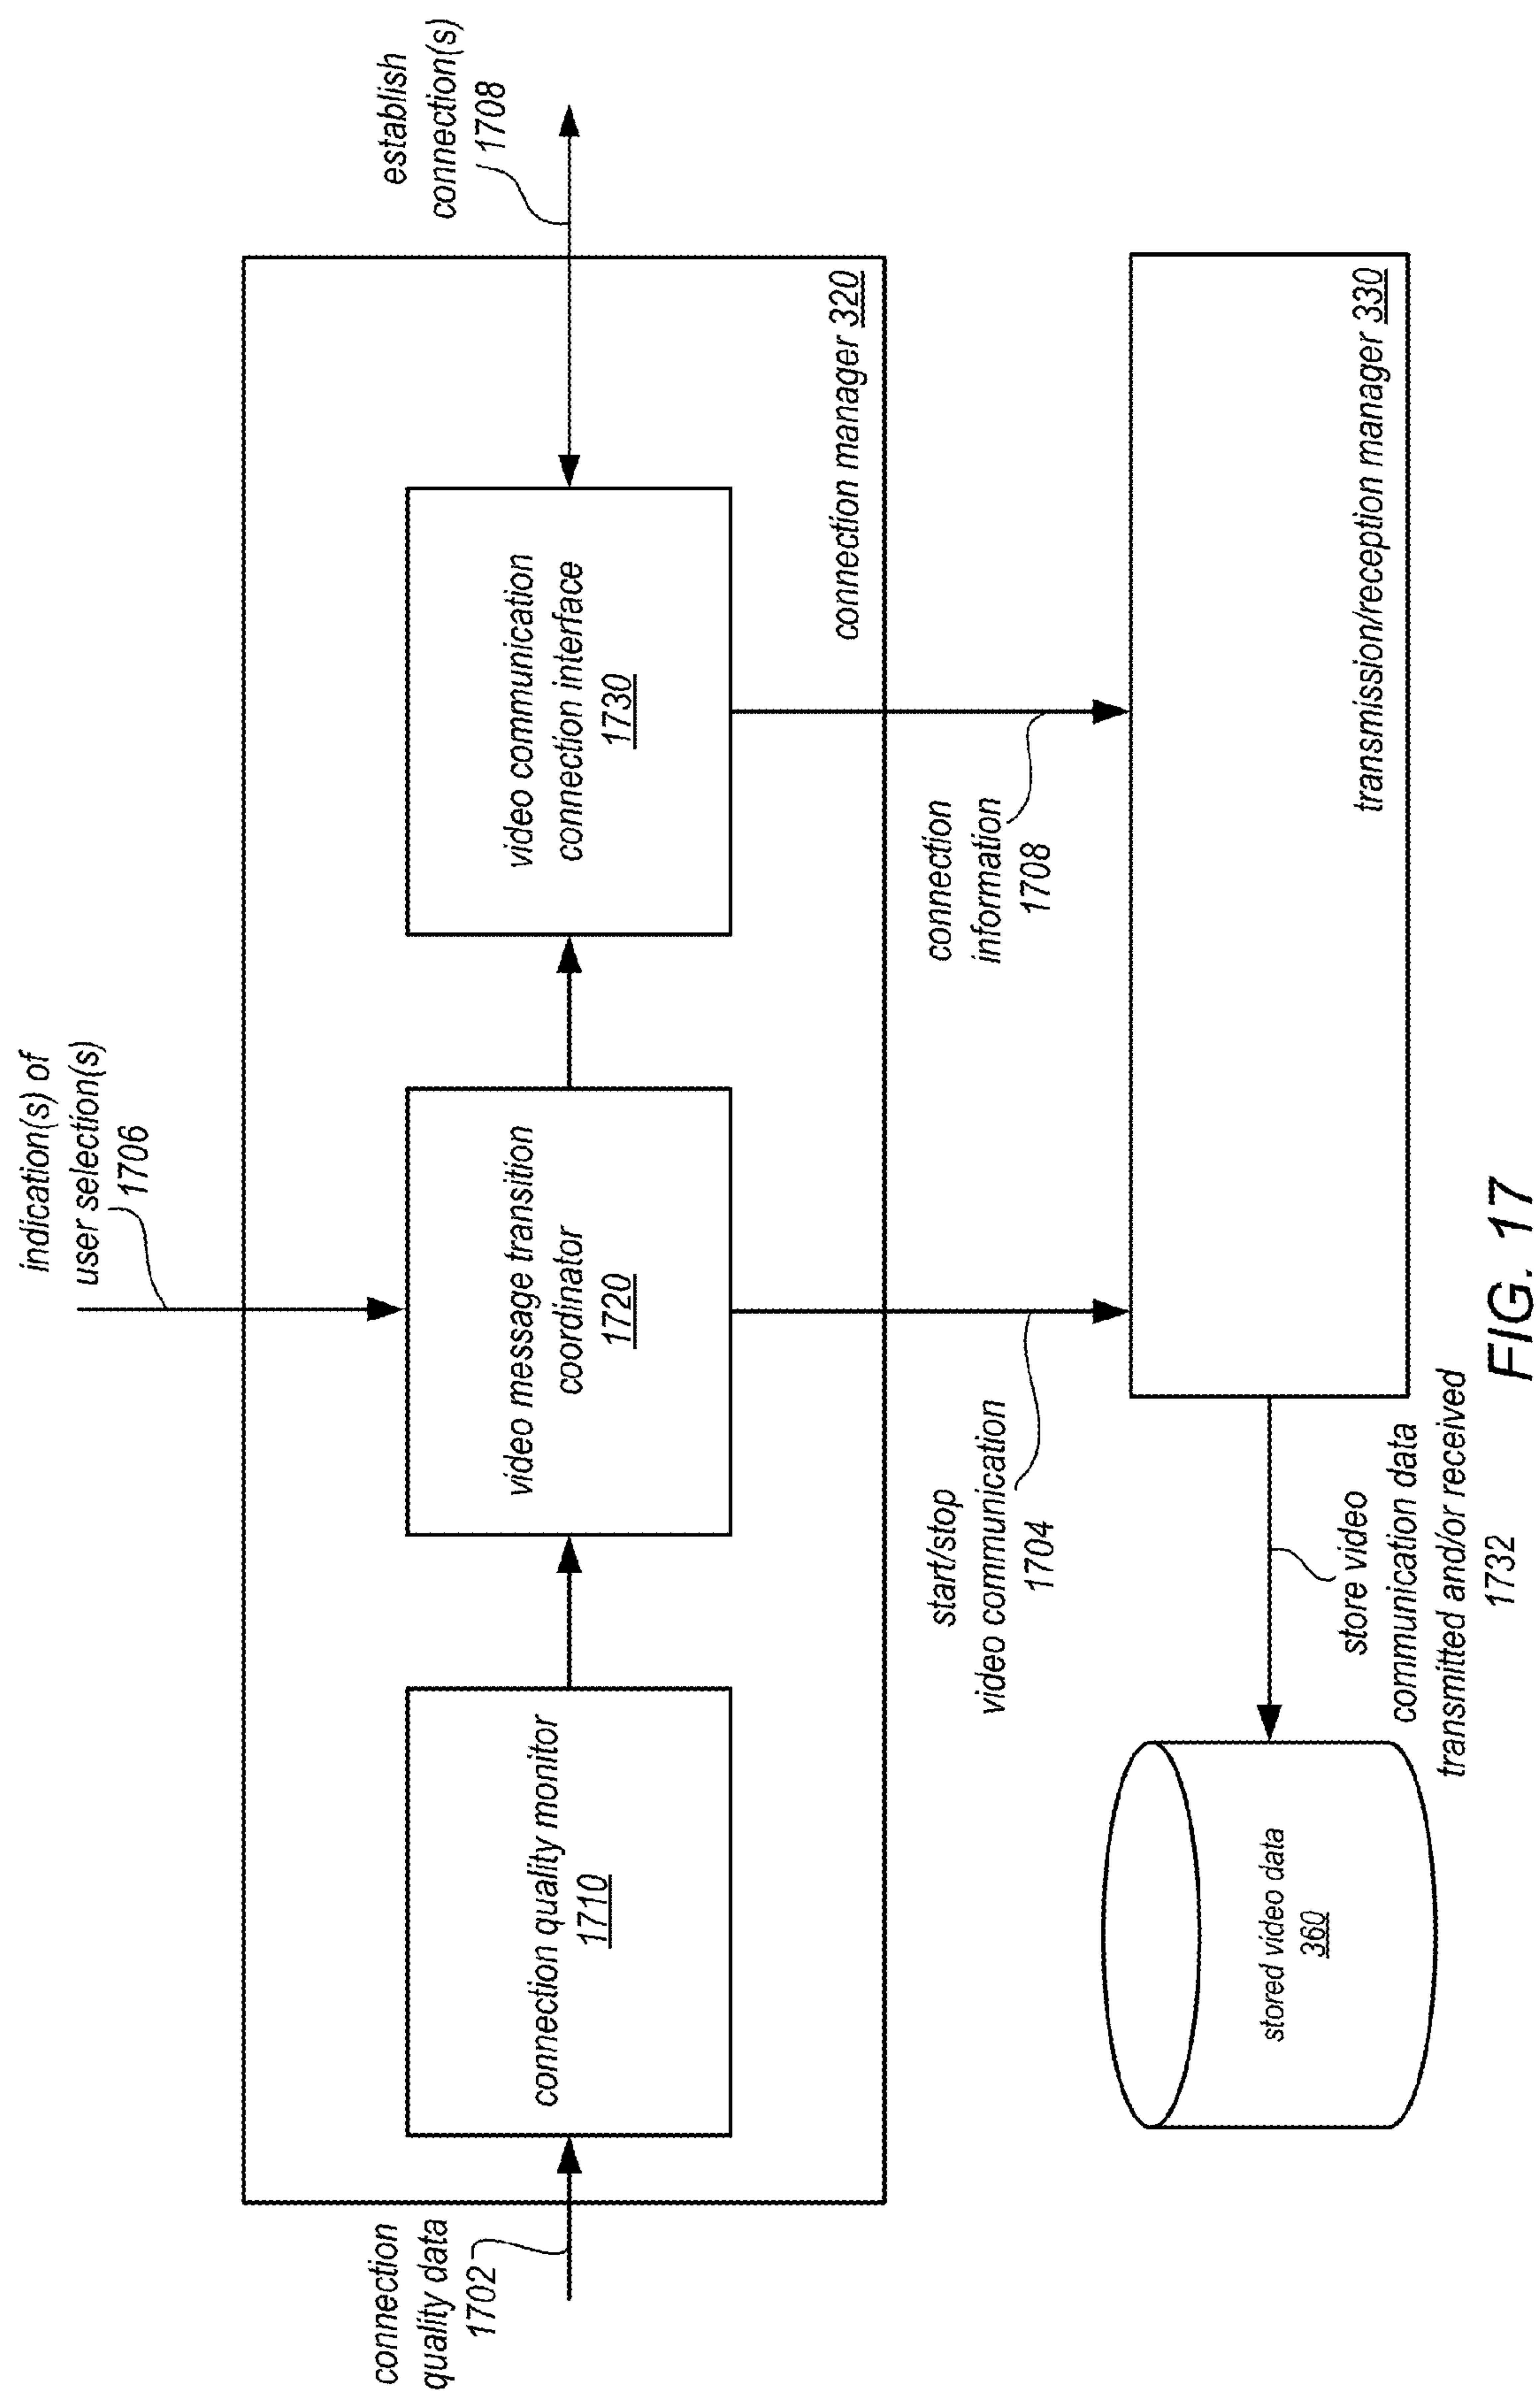 indication(s) of
user selection(s)
1706
connection
quality data
1702
connection quality monitor
1710
video message transition
coordinator
1720
video communication
connection interface
1730
establish
connection(s)
1708
connection manager 320
start/stop
video communication
1704
connection
information
1708
transmission/reception manager 330
stored video data
360
store video
communication data
transmitted and/or received
1732
FIG. 17